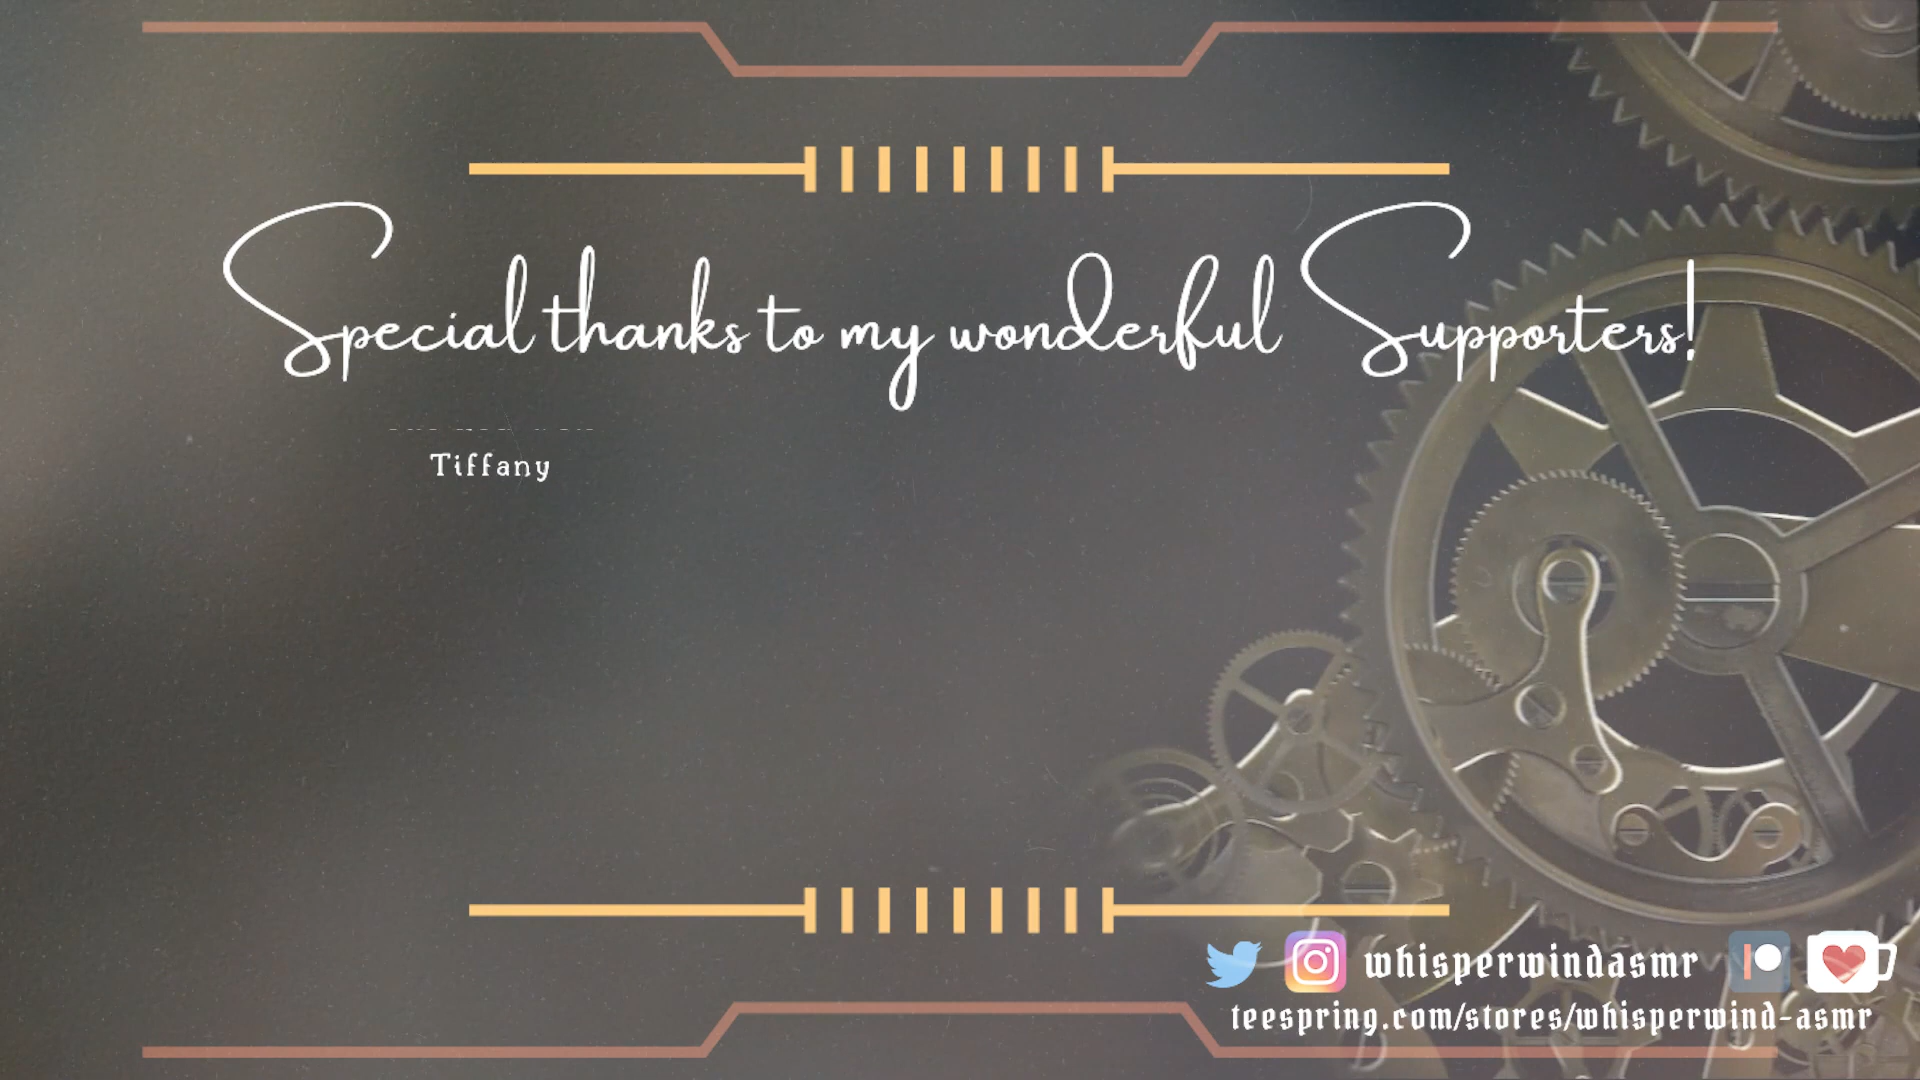 Special thanks to my wonderful Supporters!
Tiffany
whisperwindasmr
teespring.com/stores/whisperwind-asmr